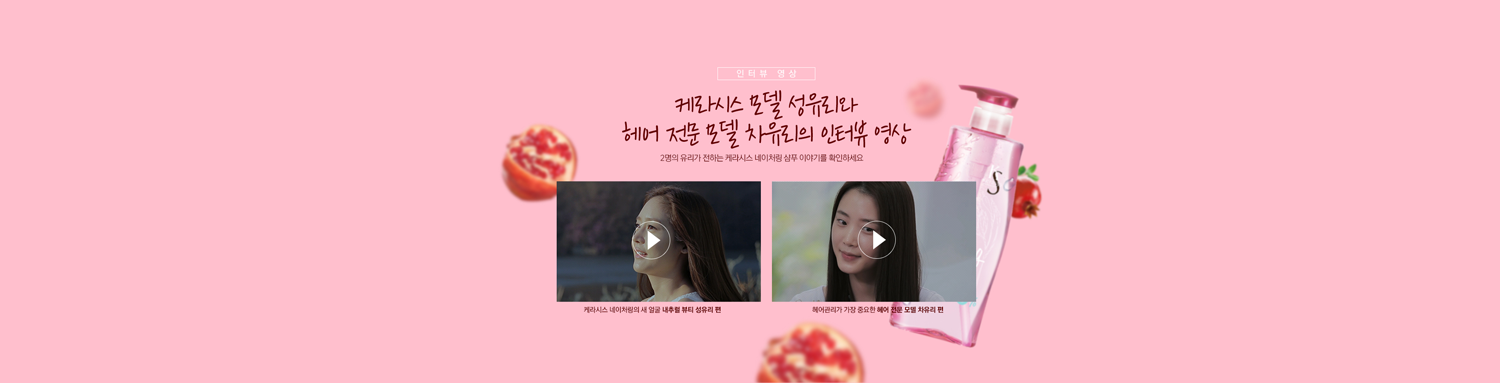 인터뷰 영상
케라시스 모델 성유리와
헤어 전문 모델 차유리의 인터뷰 영상
2명의 유리가 전하는 케라시스 네이처링 샴푸 이야기를 확인하세요
케라시스 네이처링의 새 얼굴 내추럴 뷰티 성유리 편
헤어관리가 가장 중요한 헤어 전문 모델 차유리 편